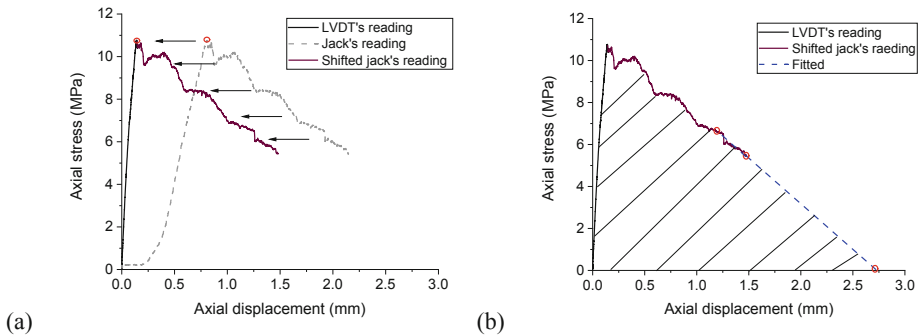 12
10
8
6
4
2
0
Axial stress (MPa)
LVDT's reading
Jack's reading
Shifted jack's reading
0.0 0.5 1.0 1.5 2.0 2.5 3.0
Axial displacement (mm)
(a)
12
10
8
6
4
2
0
Axial stress (MPa)
LVDT's reading
Shifted jack's raeding
Fitted
0.0 0.5 1.0 1.5 2.0 2.5 3.0
Axial displacement (mm)
(b)